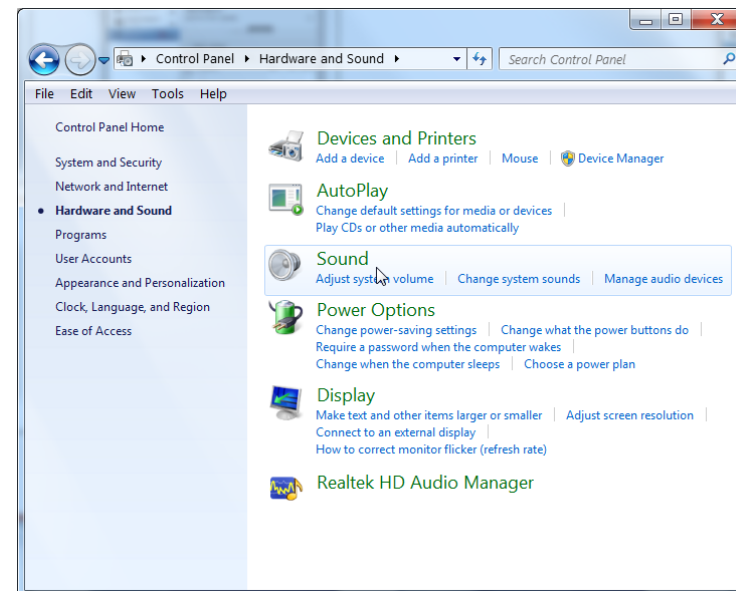 Control Panel Hardware and Sound Search Control Panel
File Edit View Tools Help
Control Panel Home
System and Security
Network and Internet
Hardware and Sound
Programs
User Accounts
Appearance and Personalization
Clock, Language, and Region
Ease of Access
Devices and Printers
Add a device Add a printer Mouse Device Manager
AutoPlay
Change default settings for media or devices
Play CDs or other media automatically
Sound
Adjust system volume Change system sounds Manage audio devices
Power Options
Change power-saving settings Change what the power buttons do
Require a password when the computer wakes
Change when the computer sleeps Choose a power plan
Display
Make text and other items larger or smaller Adjust screen resolution
Connect to an external display
How to correct monitor flicker (refresh rate)
Realtek HD Audio Manager